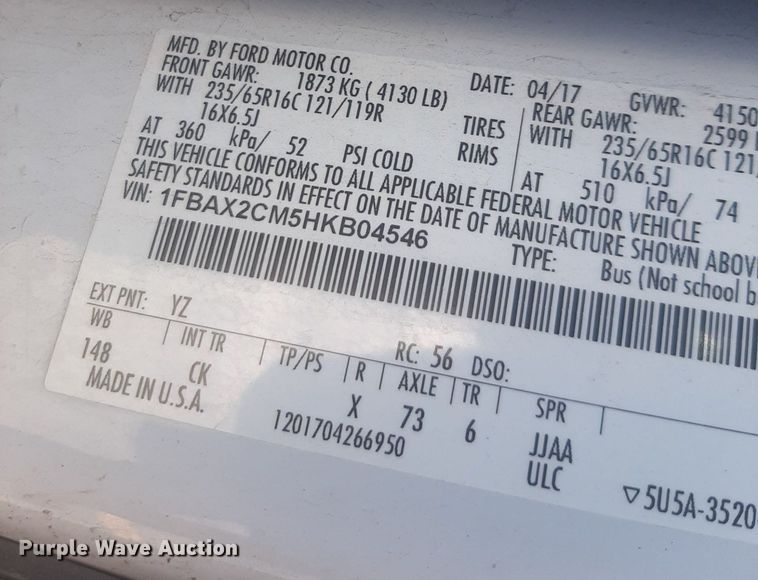 MFD. BY FORD MOTOR CO. DATE: 04/17 GVWR: 4150
FRONT GAWR: 1873 KG ( 4130 LB) REAR GAWR: 2599
WITH 235/65R16C 121/119R TIRES WITH 235/65R16C 121/
16X6.5J RIMS 16X6.5J
AT 360 kPa/ 52 PSI COLD AT 510 kPa/ 74
THIS VEHICLE CONFORMS TO ALL APPLICABLE FEDERAL MOTOR VEHICLE
SAFETY STANDARDS IN EFFECT ON THE DATE OF MANUFACTURE SHOWN ABOV
VIN: 1FBAX2CM5HKB04546
TYPE: Bus (Not school b
EXT PNT: YZ RC: 56 DSO:
WB INT TR TP/PS R AXLE TR SPR
148 CK X 73 6 JJAA
MADE IN U.S.A. 1201704266950 ULC
▽5U5A-3520
Purple Wave Auction